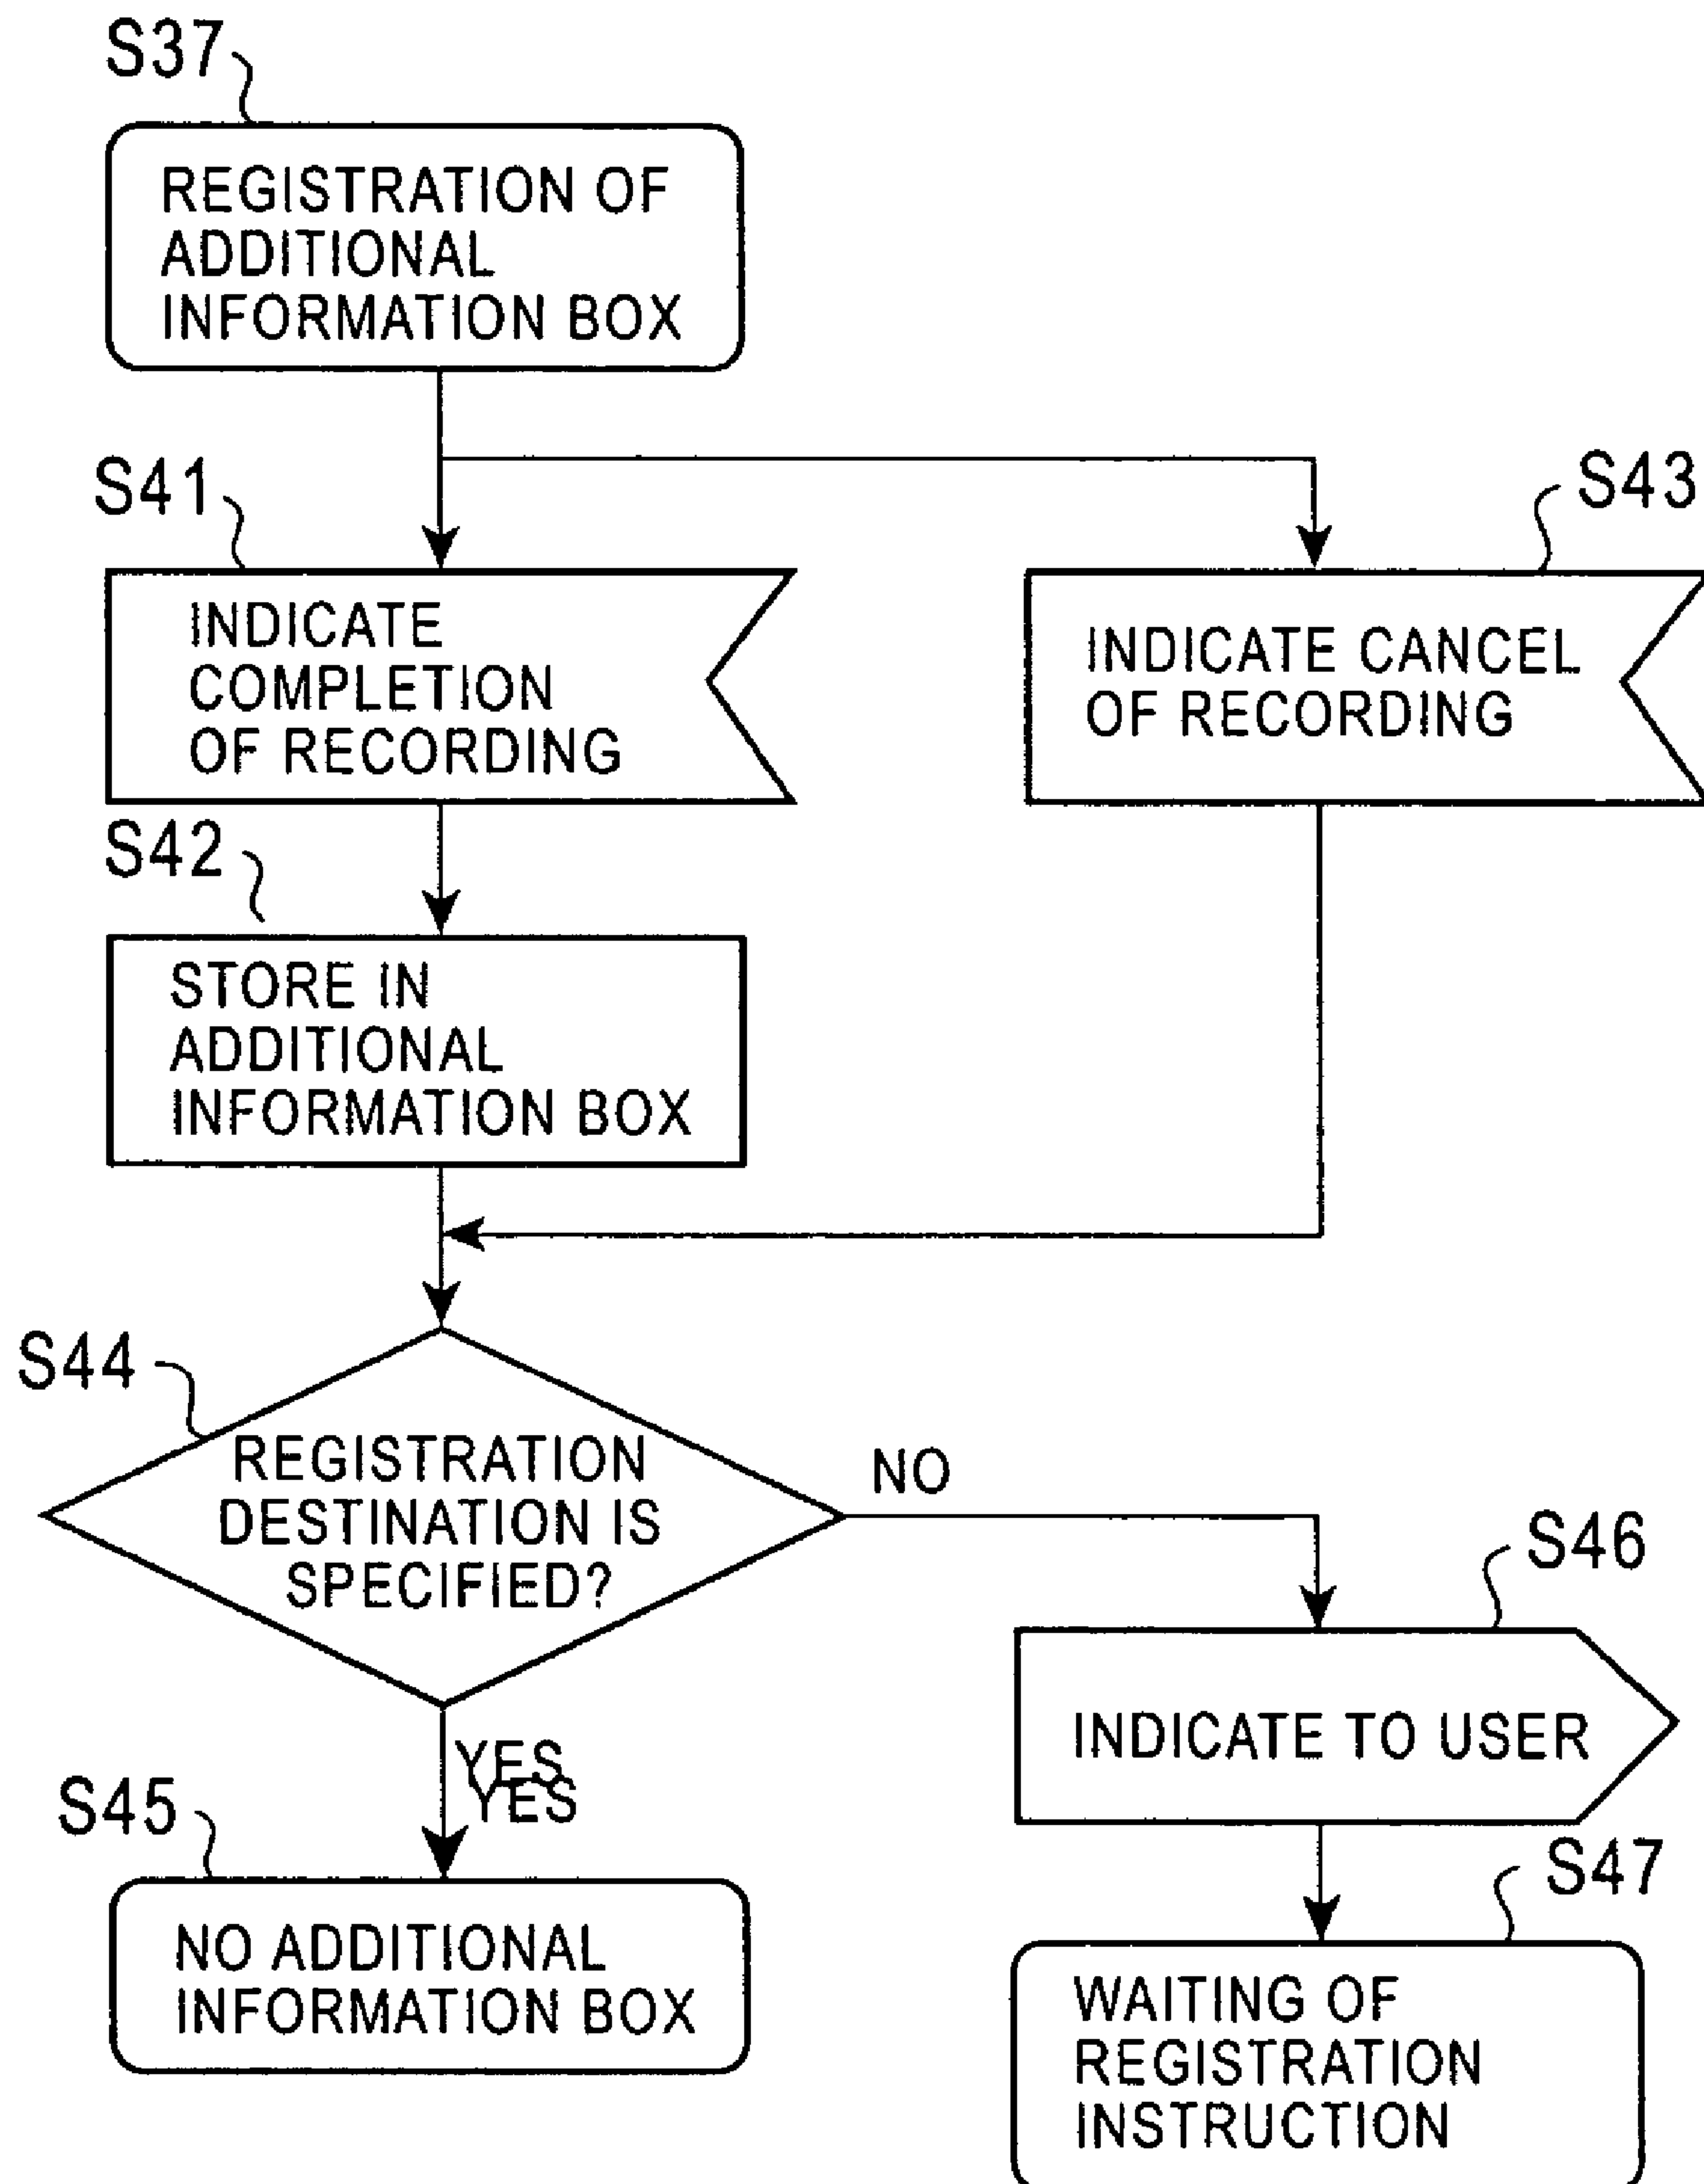 S37
REGISTRATION OF
ADDITIONAL
INFORMATION BOX
S41
INDICATE
COMPLETION
OF RECORDING
S43
INDICATE CANCEL
OF RECORDING
S42
STORE IN
ADDITIONAL
INFORMATION BOX
S44
REGISTRATION
DESTINATION IS
SPECIFIED?
NO
YES
YES
S46
INDICATE TO USER
S45
NO ADDITIONAL
INFORMATION BOX
S47
WAITING OF
REGISTRATION
INSTRUCTION